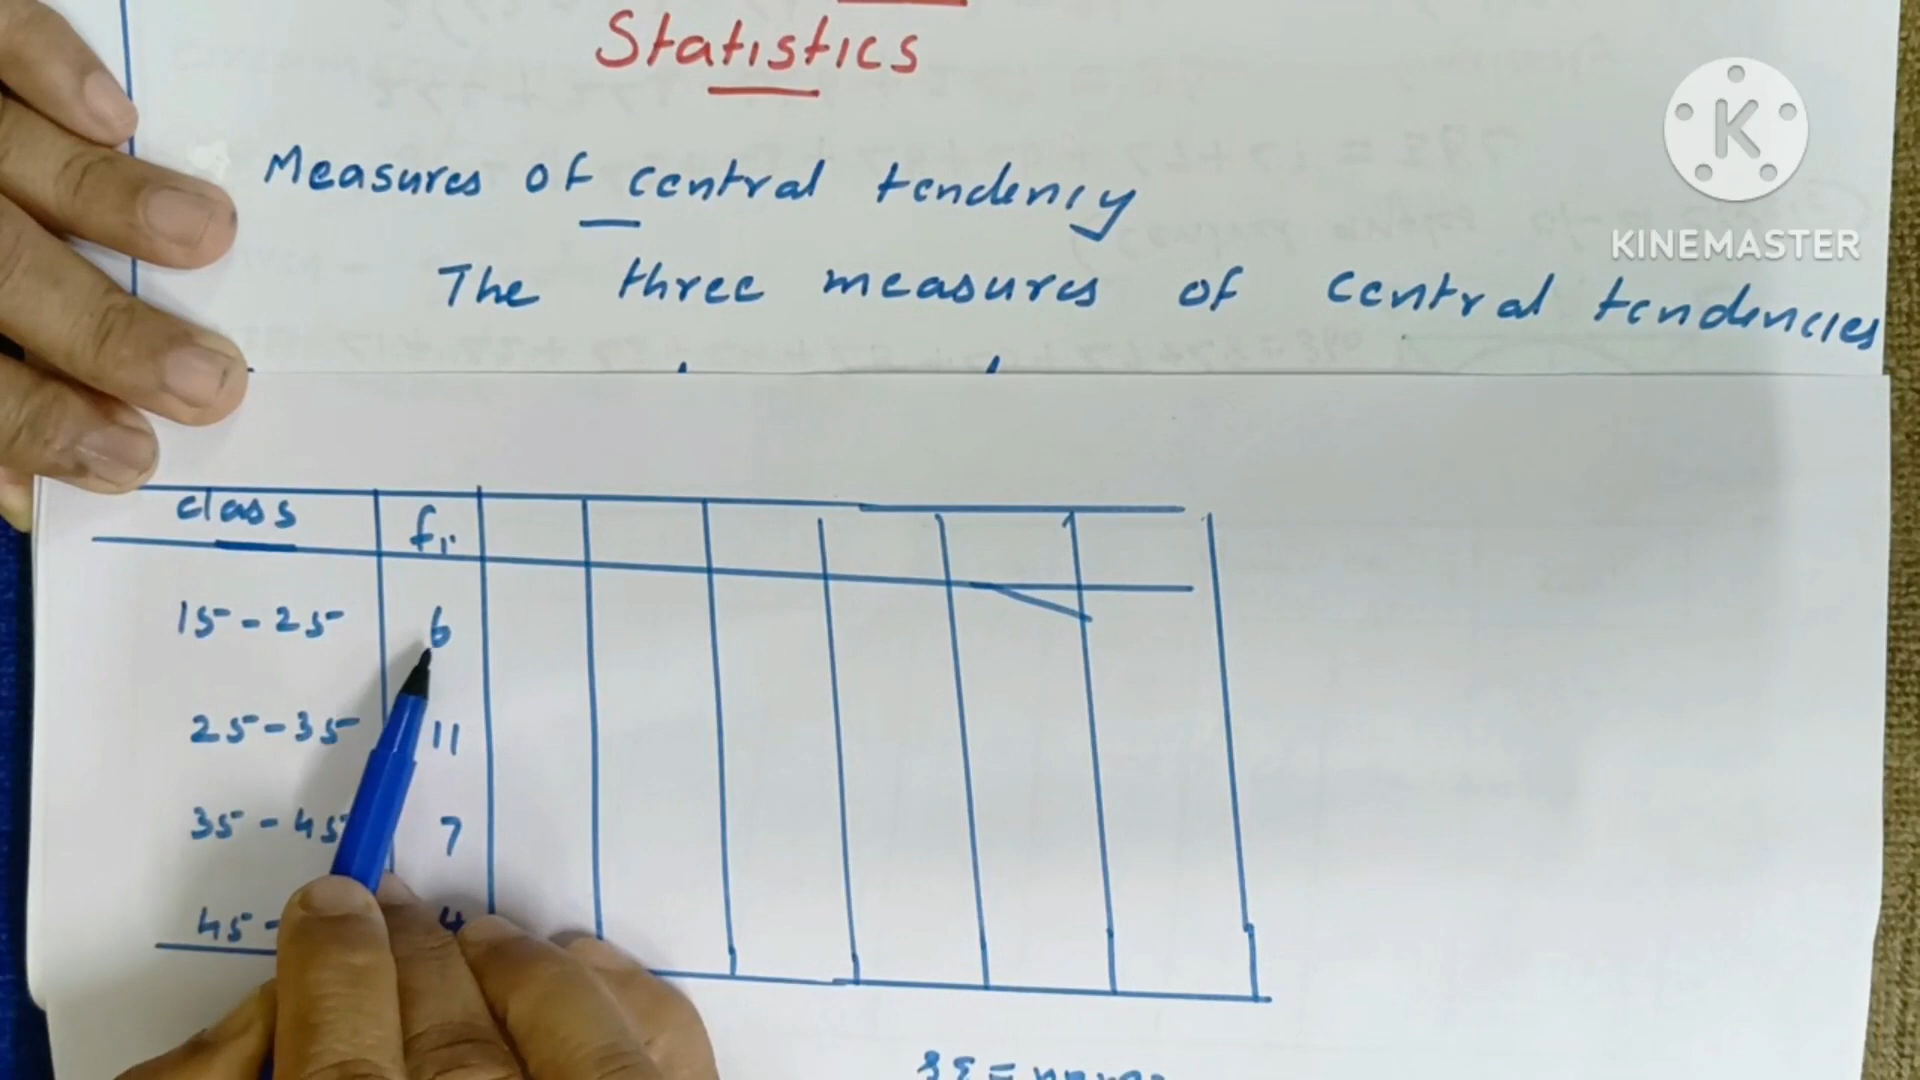 Statistics
Measures of central tendency
The three measures of central tendencies
K
KINEMASTER
class fi
15-25 6
25-35 11
35-45 7
45- 4